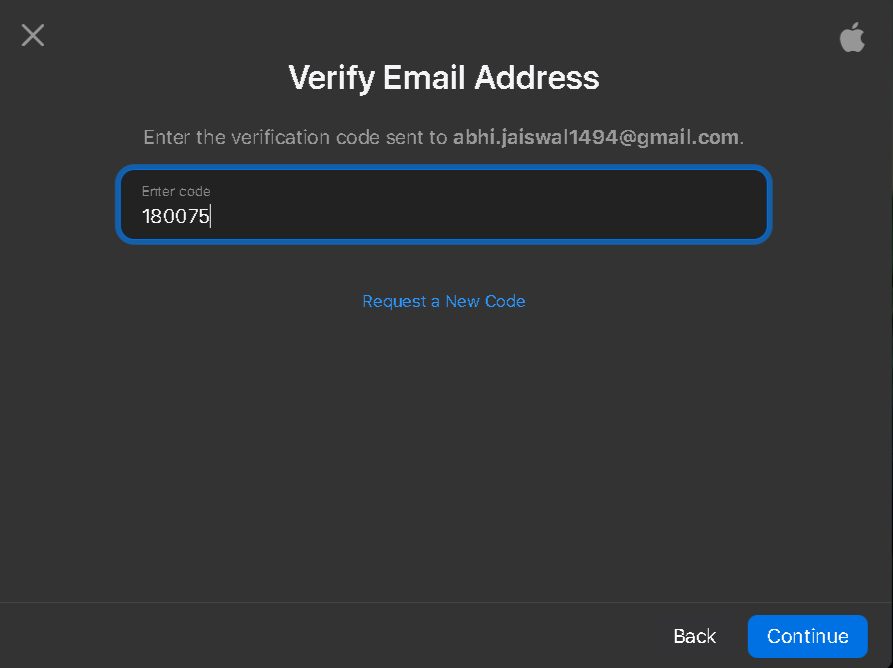 Verify Email Address
Enter the verification code sent to abhi.jaiswal1494@gmail.com.
Enter code
180075
Request a New Code
Back
Continue